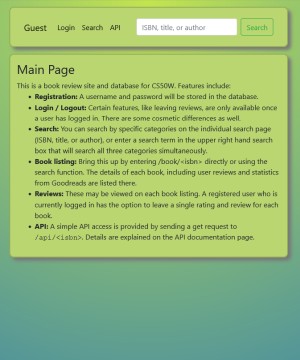 Guest Login Search API ISBN, title, or author Search
Main Page
This is a book review site and database for CS50W. Features include:
• Registration: A username and password will be stored in the database.
• Login / Logout: Certain features, like leaving reviews, are only available once
a user has logged in. There are some cosmetic differences as well.
• Search: You can search by specific categories on the individual search page
(ISBN, title, or author), or enter a search term in the upper right hand search
box that will search all three categories simultaneously.
• Book listing: Bring this up by entering /book/<isbn> directly or using the
search function. The details of each book, including user reviews and statistics
from Goodreads are listed there.
• Reviews: These may be viewed on each book listing. A registered user who is
currently logged in has the option to leave a single rating and review for each
book.
• API: A simple API access is provided by sending a get request to
/api/<isbn>. Details are explained on the API documentation page.